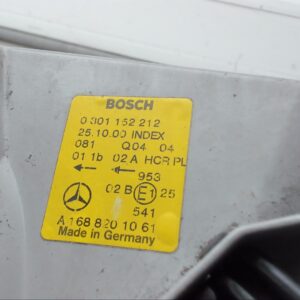 BOSCH
0 301 152 212
25.10.00 INDEX
081 Q04 04
01 1b 02 A HCR PL
953
02 B E1 25
541
A 168 820 10 61
Made in Germany